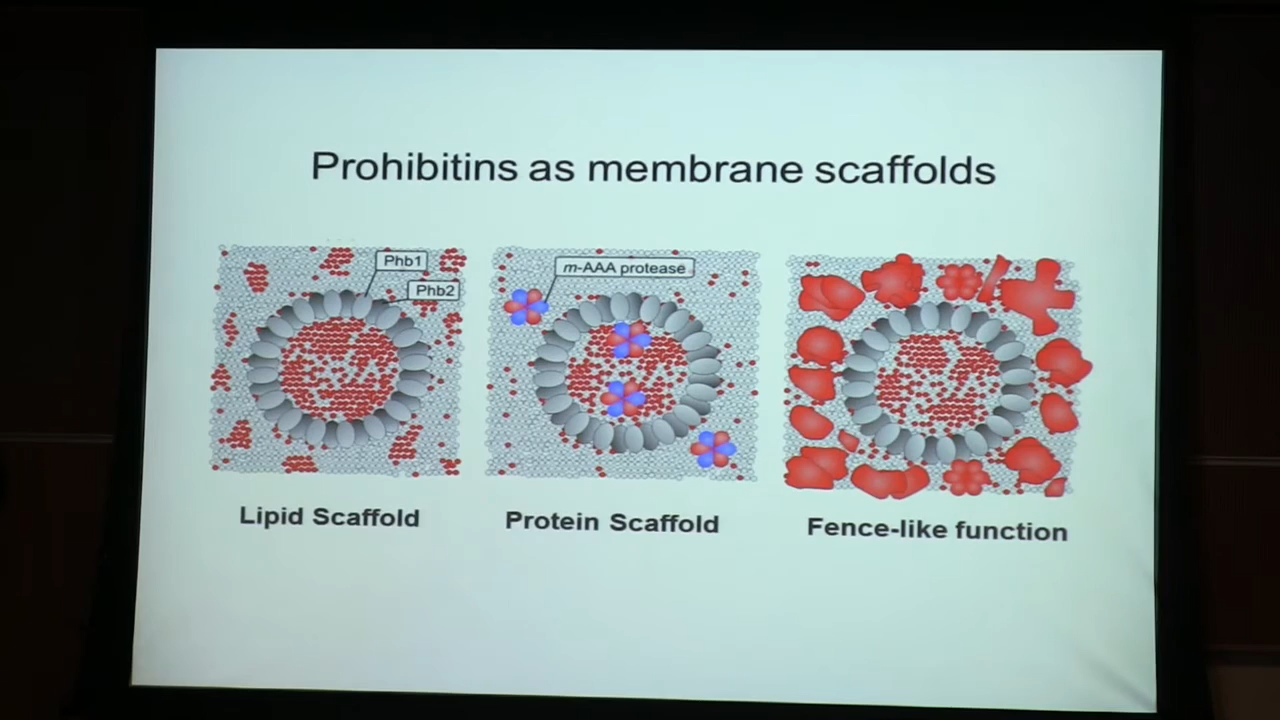 Prohibitins as membrane scaffolds
Phb1
Phb2
m-AAA protease
Lipid Scaffold
Protein Scaffold
Fence-like function